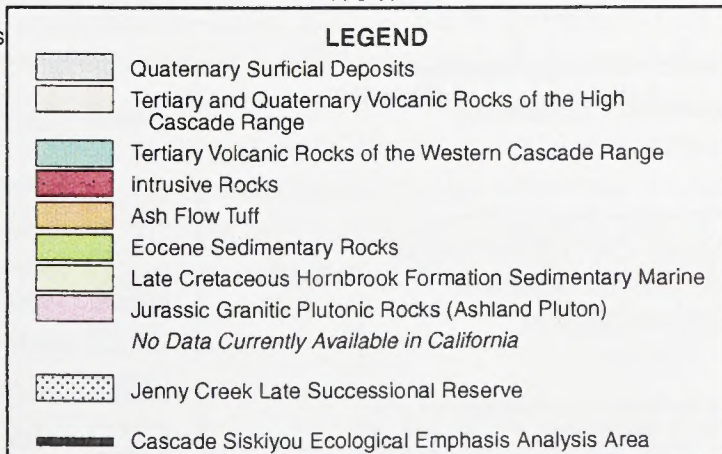 LEGEND
Quaternary Surficial Deposits
Tertiary and Quaternary Volcanic Rocks of the High
Cascade Range
Tertiary Volcanic Rocks of the Western Cascade Range
Intrusive Rocks
Ash Flow Tuff
Eocene Sedimentary Rocks
Late Cretaceous Hornbrook Formation Sedimentary Marine
Jurassic Granitic Plutonic Rocks (Ashland Pluton)
No Data Currently Available in California
Jenny Creek Late Successional Reserve
Cascade Siskiyou Ecological Emphasis Analysis Area